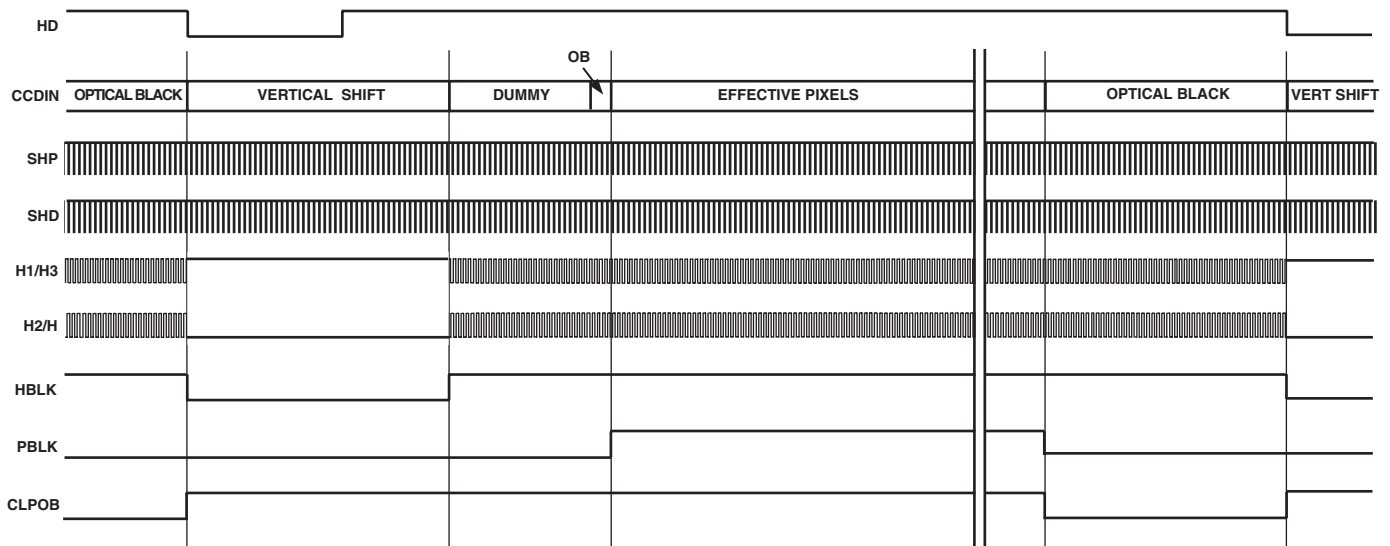 HD
OB
CCDIN OPTICAL BLACK VERTICAL SHIFT DUMMY EFFECTIVE PIXELS OPTICAL BLACK VERT SHIFT
SHP
SHD
H1/H3
H2/H
HBLK
PBLK
CLPOB